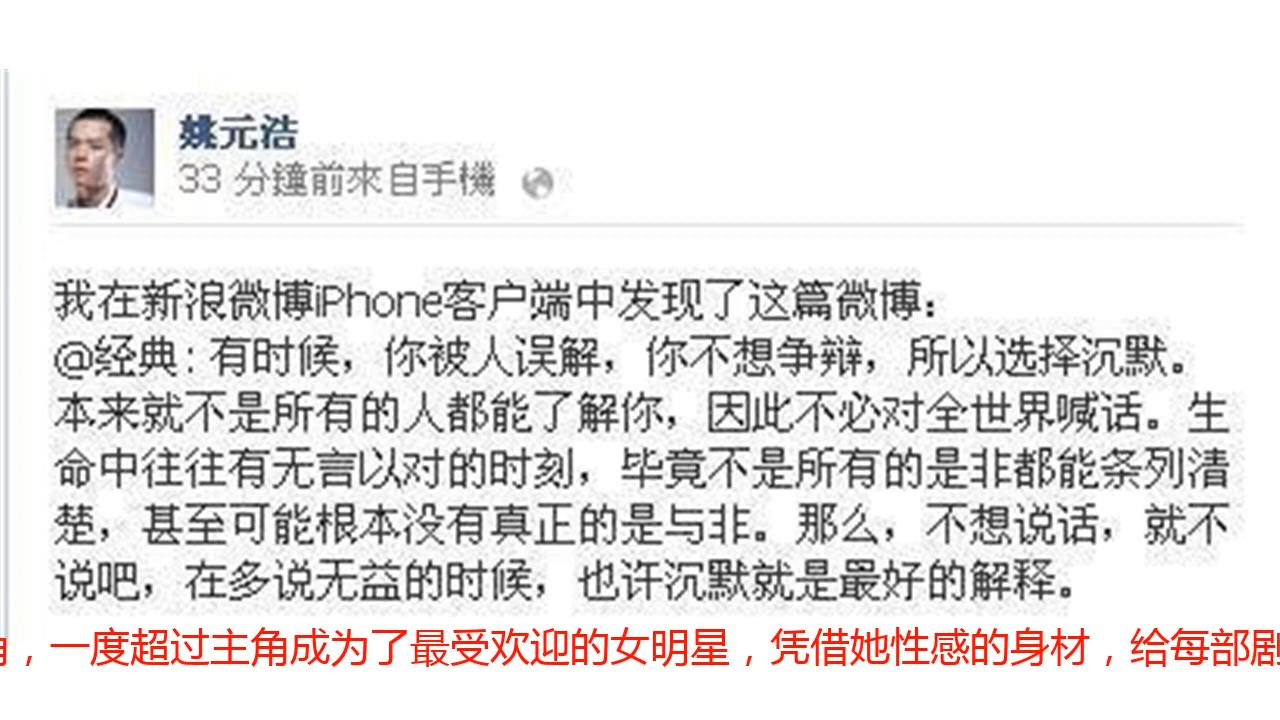 姚元浩
33 分鐘前來自手機
我在新浪微博iPhone客户端中发现了这篇微博：
@经典：有时候，你被人误解，你不想争辩，所以选择沉默。
本来就不是所有的人都能了解你，因此不必对全世界喊话。生
命中往往有无言以对的时刻，毕竟不是所有的是非都能条列清
楚，甚至可能根本没有真正的是与非。那么，不想说话，就不
说吧，在多说无益的时候，也许沉默就是最好的解释。
，一度超过主角成为了最受欢迎的女明星，凭借她性感的身材，给每部剧